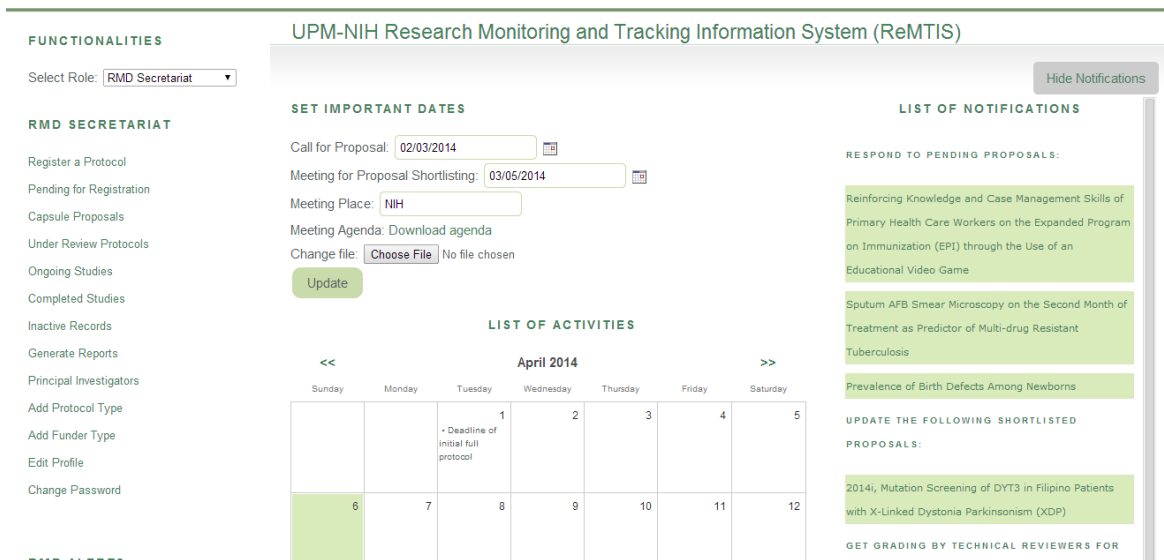 UPM-NIH Research Monitoring and Tracking Information System (ReMTIS)
FUNCTIONALITIES
Select Role: RMD Secretariat
RMD SECRETARIAT
Register a Protocol
Pending for Registration
Capsule Proposals
Under Review Protocols
Ongoing Studies
Completed Studies
Inactive Records
Generate Reports
Principal Investigators
Add Protocol Type
Add Funder Type
Edit Profile
Change Password
RMD ALERTS
SET IMPORTANT DATES
Call for Proposal: 02/03/2014
Meeting for Proposal Shortlisting: 03/05/2014
Meeting Place: NIH
Meeting Agenda: Download agenda
Change file: Choose File No file chosen
Update
LIST OF ACTIVITIES
<< April 2014 >>
Sunday Monday Tuesday Wednesday Thursday Friday Saturday
1 2 3 4 5
• Deadline of
initial full
protocol
6 7 8 9 10 11 12
Hide Notifications
LIST OF NOTIFICATIONS
RESPOND TO PENDING PROPOSALS:
Reinforcing Knowledge and Case Management Skills of
Primary Health Care Workers on the Expanded Program
on Immunization (EPI) through the Use of an
Educational Video Game
Sputum AFB Smear Microscopy on the Second Month of
Treatment as Predictor of Multi-drug Resistant
Tuberculosis
Prevalence of Birth Defects Among Newborns
UPDATE THE FOLLOWING SHORTLISTED
PROPOSALS:
2014i, Mutation Screening of DYT3 in Filipino Patients
with X-Linked Dystonia Parkinsonism (XDP)
GET GRADING BY TECHNICAL REVIEWERS FOR